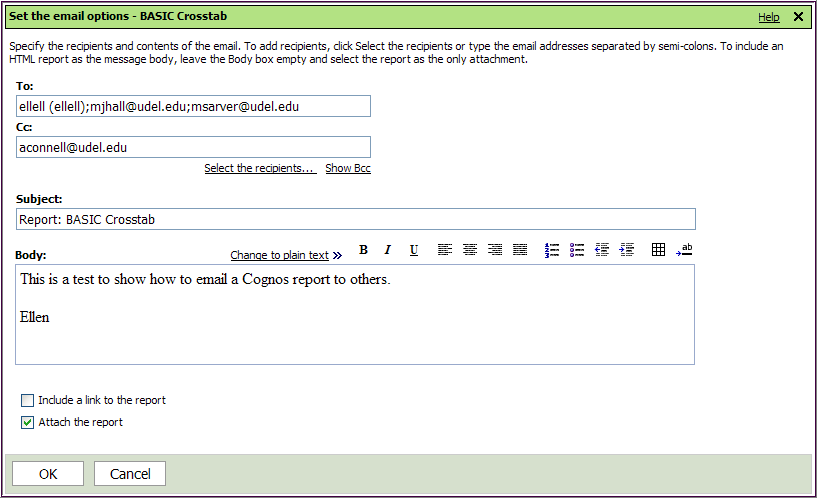 Set the email options - BASIC Crosstab Help
Specify the recipients and contents of the email. To add recipients, click Select the recipients or type the email addresses separated by semi-colons. To include an
HTML report as the message body, leave the Body box empty and select the report as the only attachment.
To:
ellell (ellell);mjhall@udel.edu;msarver@udel.edu
Cc:
aconnell@udel.edu
Select the recipients... Show Bcc
Subject:
Report: BASIC Crosstab
Body: Change to plain text » B I U ab
This is a test to show how to email a Cognos report to others.
Ellen
Include a link to the report
Attach the report
OK Cancel